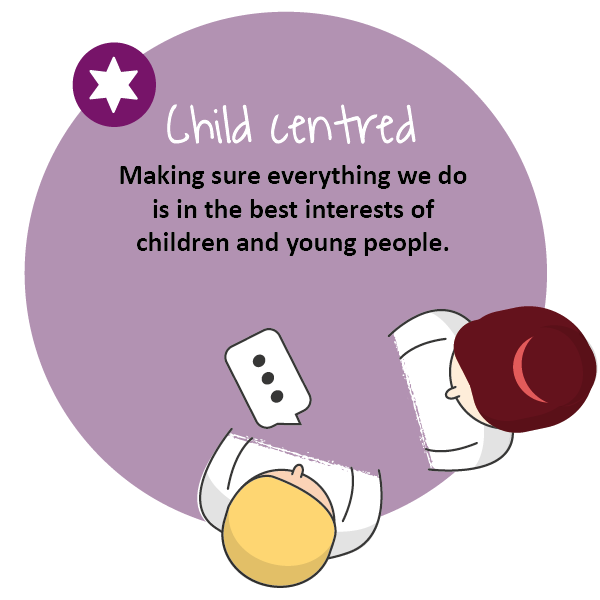 Child centred
Making sure everything we do
is in the best interests of
children and young people.